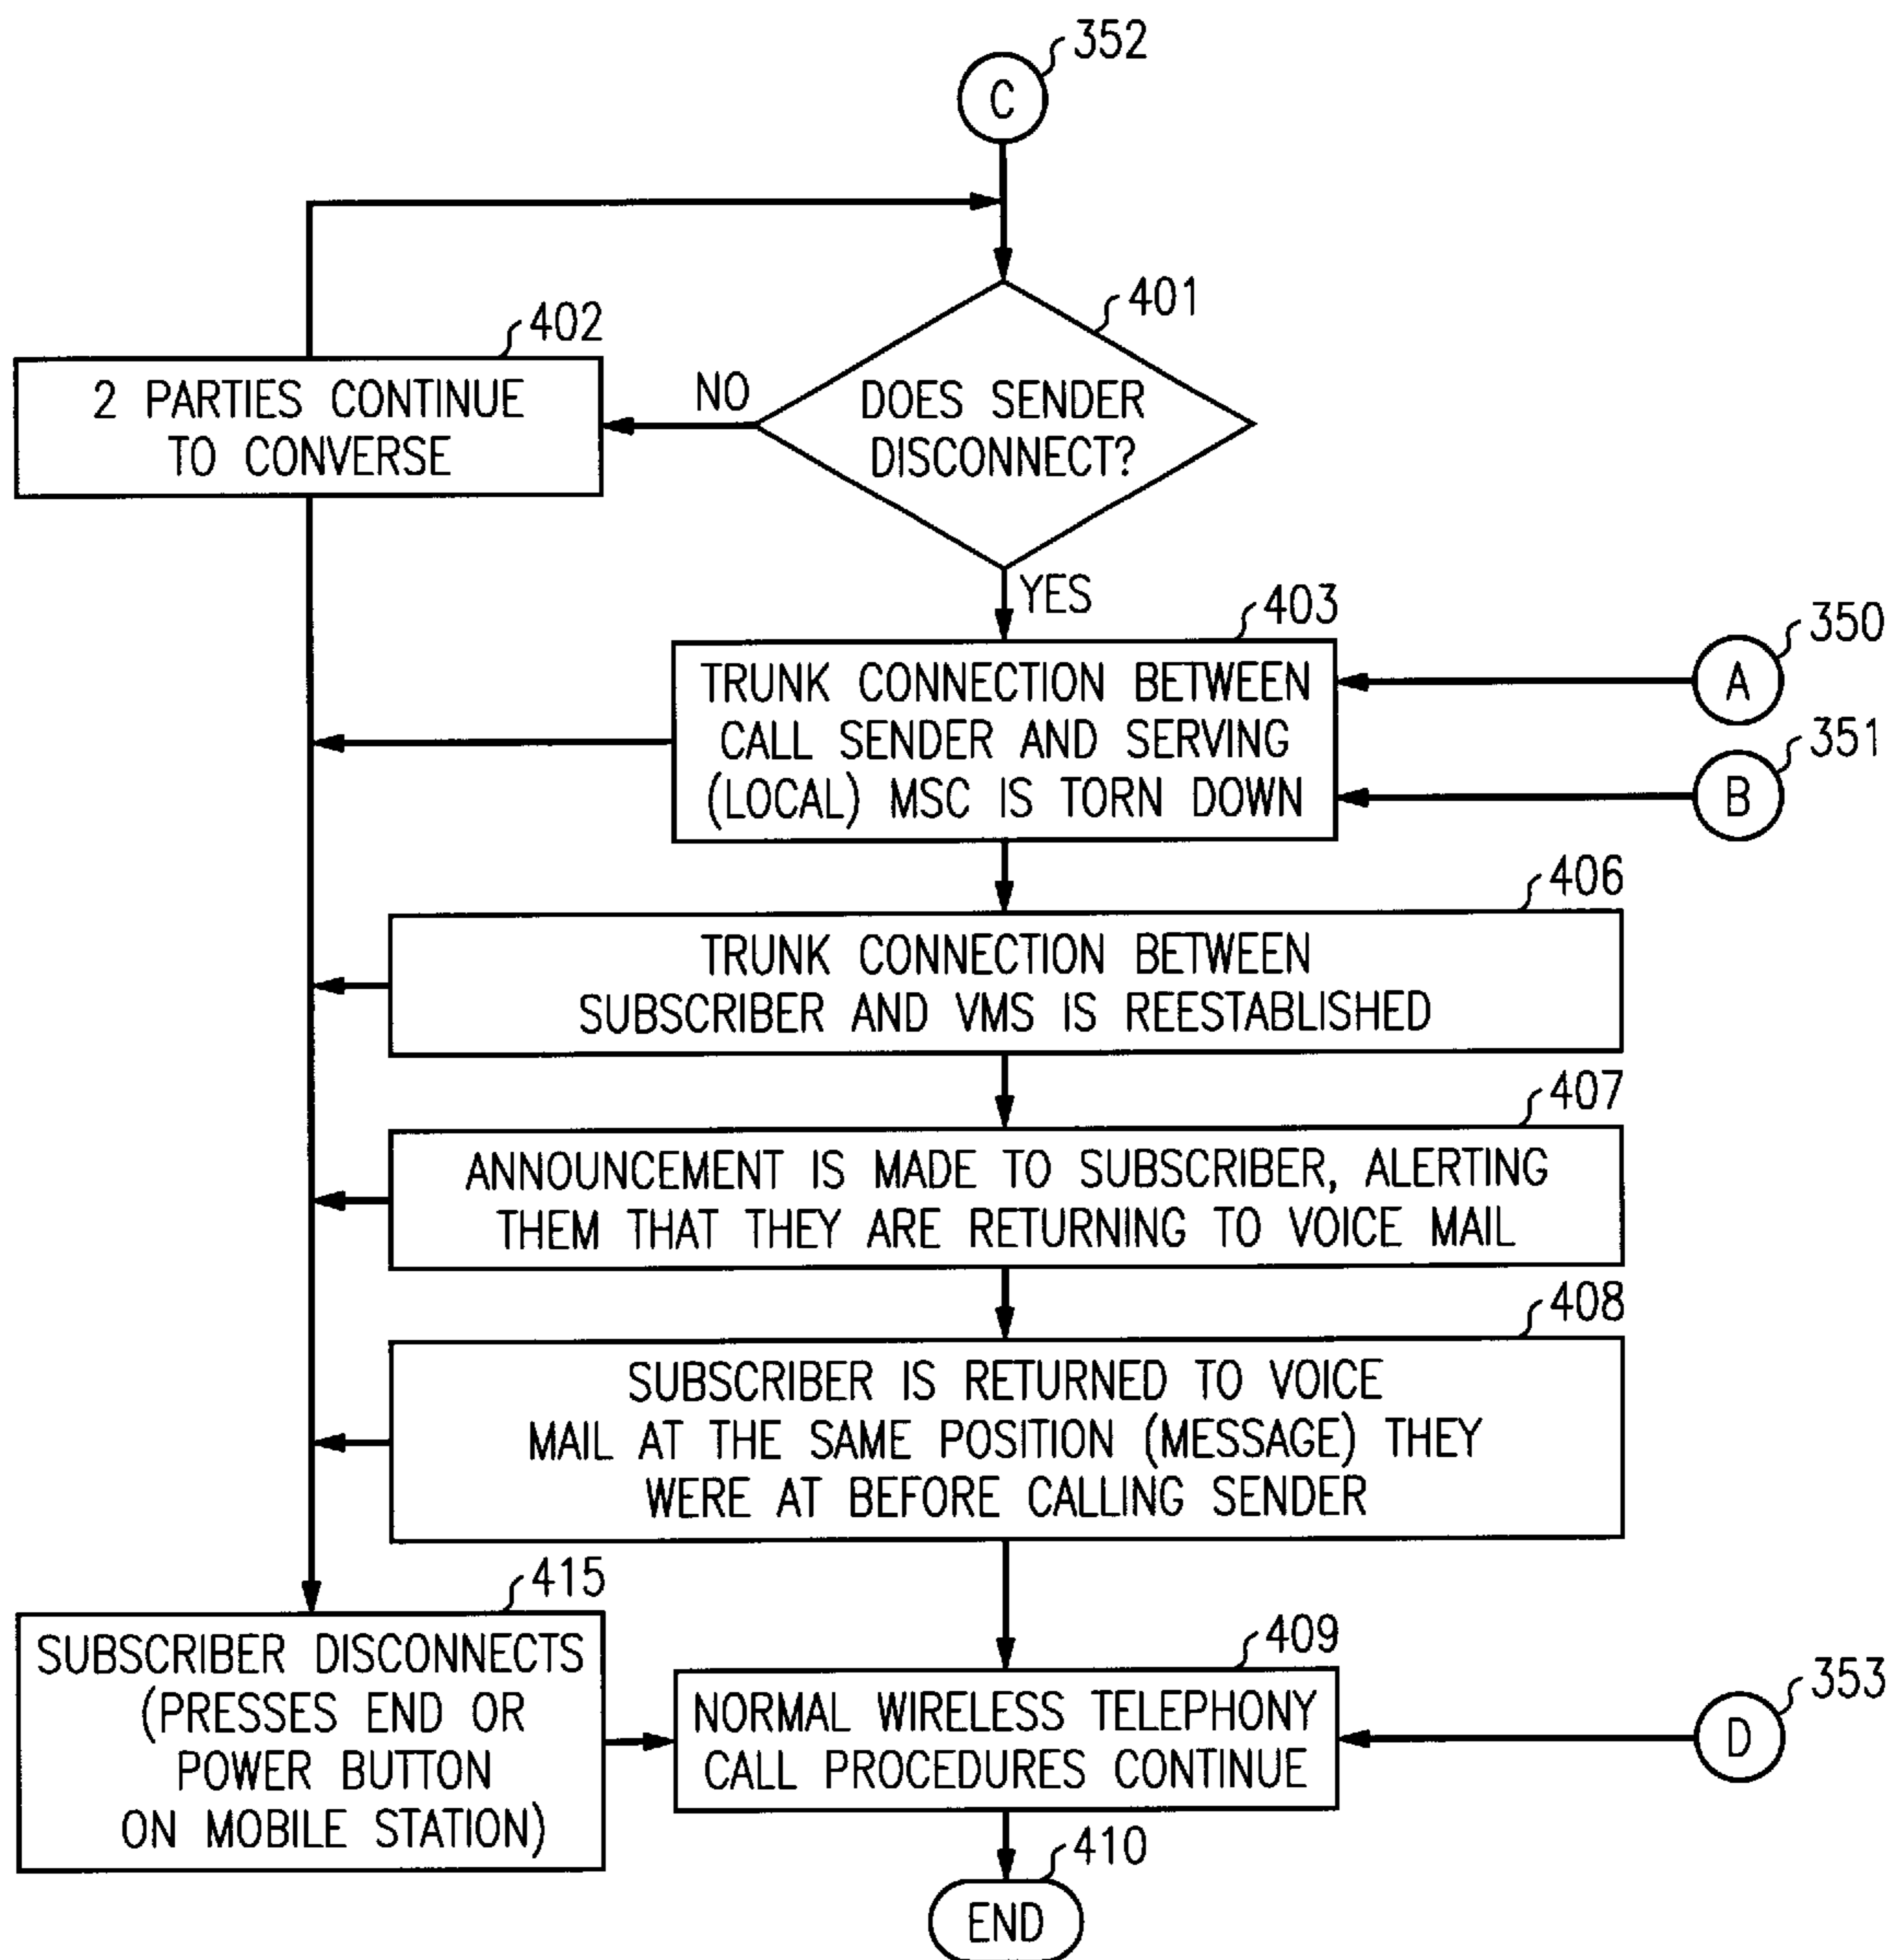 352
C
401
402
2 PARTIES CONTINUE
TO CONVERSE
NO
DOES SENDER
DISCONNECT?
YES
403
TRUNK CONNECTION BETWEEN
CALL SENDER AND SERVING
(LOCAL) MSC IS TORN DOWN
350
A
351
B
406
TRUNK CONNECTION BETWEEN
SUBSCRIBER AND VMS IS REESTABLISHED
407
ANNOUNCEMENT IS MADE TO SUBSCRIBER, ALERTING
THEM THAT THEY ARE RETURNING TO VOICE MAIL
408
SUBSCRIBER IS RETURNED TO VOICE
MAIL AT THE SAME POSITION (MESSAGE) THEY
WERE AT BEFORE CALLING SENDER
415
SUBSCRIBER DISCONNECTS
(PRESSES END OR
POWER BUTTON
ON MOBILE STATION)
409
NORMAL WIRELESS TELEPHONY
CALL PROCEDURES CONTINUE
353
D
410
END